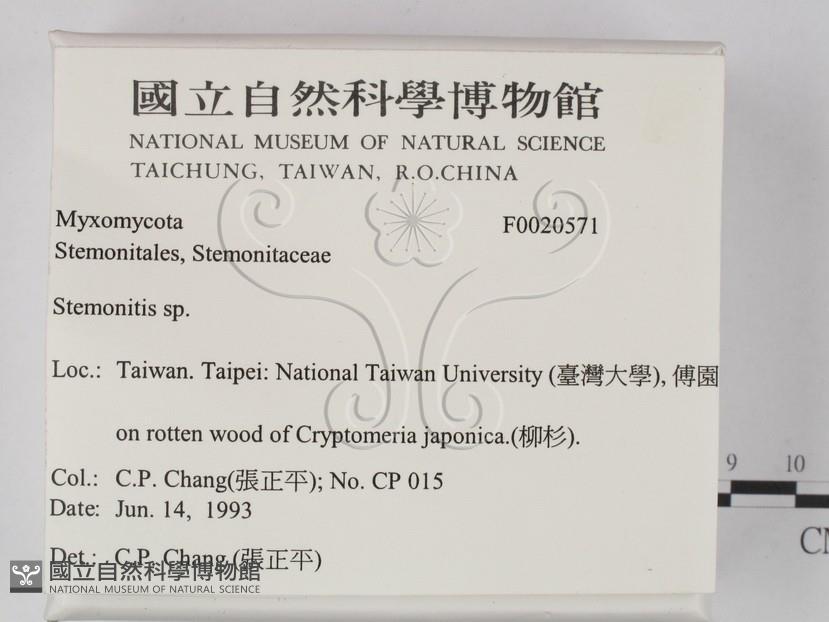 國立自然科學博物館
NATIONAL MUSEUM OF NATURAL SCIENCE
TAICHUNG, TAIWAN, R.O.CHINA
Myxomycota F0020571
Stemonitales, Stemonitaceae
Stemonitis sp.
Loc.: Taiwan. Taipei: National Taiwan University (臺灣大學), 傅園
on rotten wood of Cryptomeria japonica.(柳杉).
Col.: C.P. Chang(張正平); No. CP 015
Date: Jun. 14, 1993
Det.: C.P. Chang (張正平)
國立自然科學博物館
NATIONAL MUSEUM OF NATURAL SCIENCE
9 10